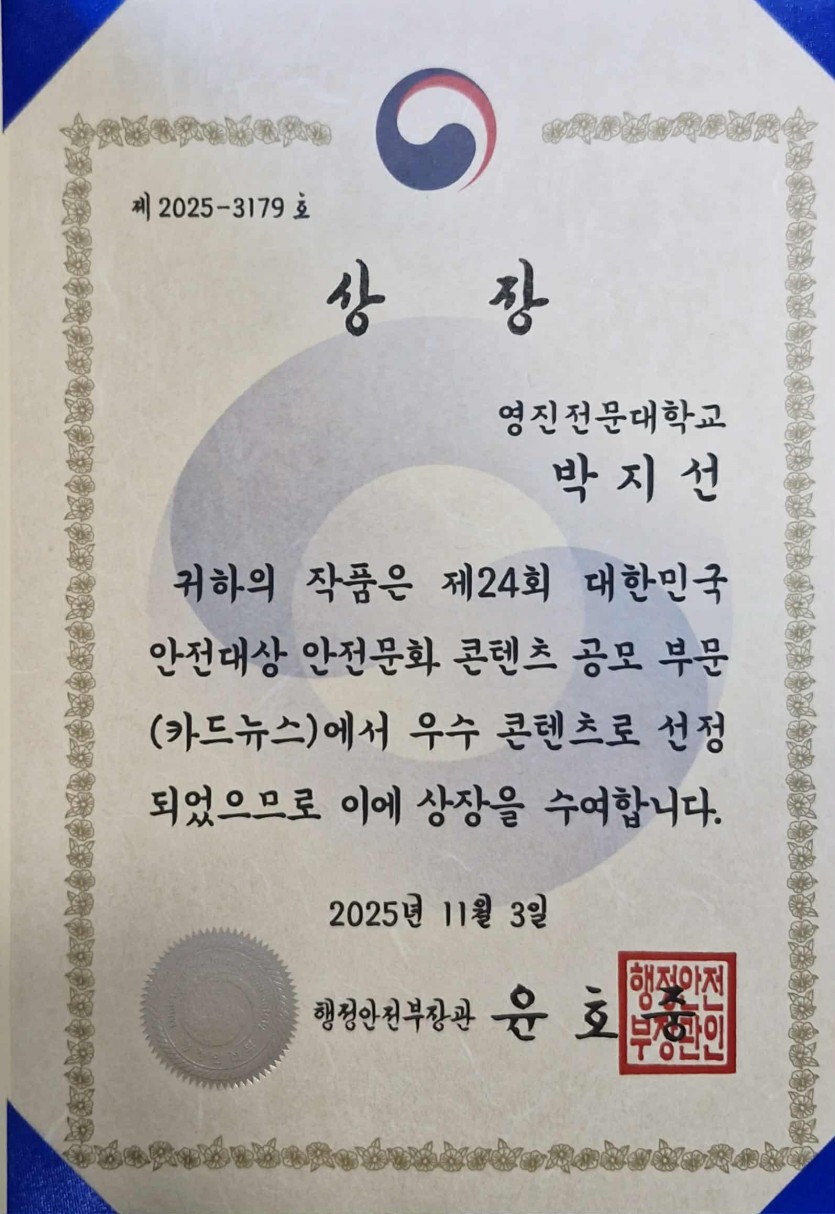 제 2025-3179 호
상 장
영진전문대학교
박 지 선
귀하의 작품은 제24회 대한민국
안전대상 안전문화 콘텐츠 공모 부문
(카드뉴스)에서 우수 콘텐츠로 선정
되었으므로 이에 상장을 수여합니다.
2025년 11월 3일
행정안전부장관 윤 호 중
행정안전
부장관인